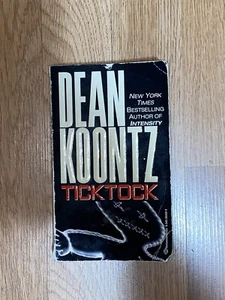 DEAN
KOONTZ
NEW YORK
TIMES
BESTSELLING
AUTHOR OF
INTENSITY
TICKTOCK